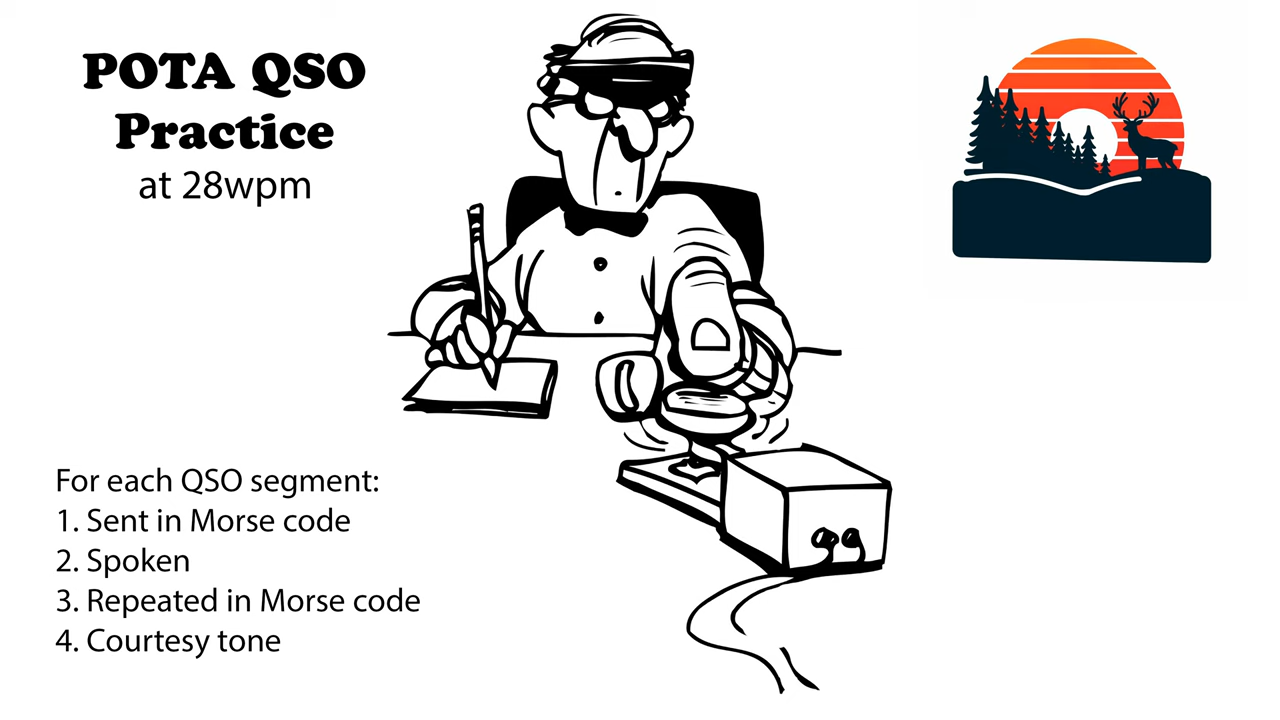 POTA QSO
Practice
at 28wpm
For each QSO segment:
1. Sent in Morse code
2. Spoken
3. Repeated in Morse code
4. Courtesy tone